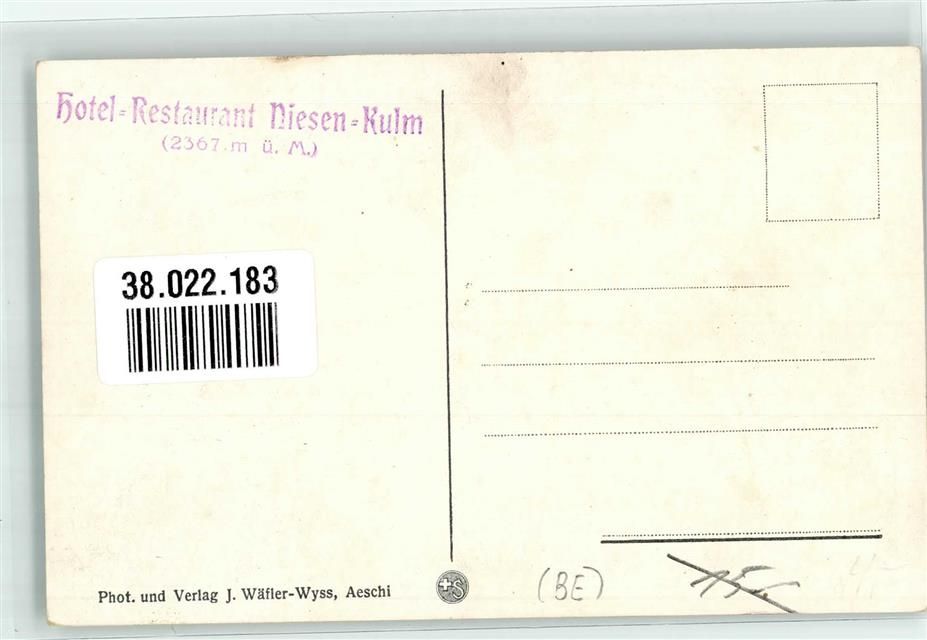 Hotel-Restaurant Niesen-Kulm
(2367.m ü. M.)
38.022.183
Phot. und Verlag J. Wäfler-Wyss, Aeschi
+S
(BE)